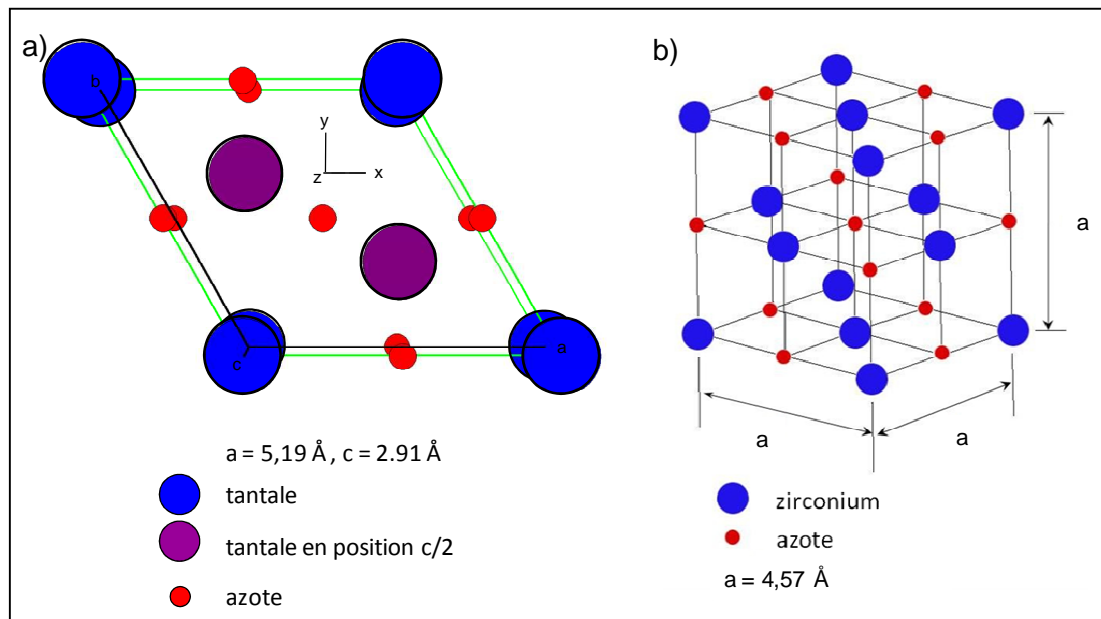 a)
b
y
z
x
c
a
a = 5,19 Å , c = 2.91 Å
tantale
tantale en position c/2
azote
b)
a
a
a
zirconium
azote
a = 4,57 Å